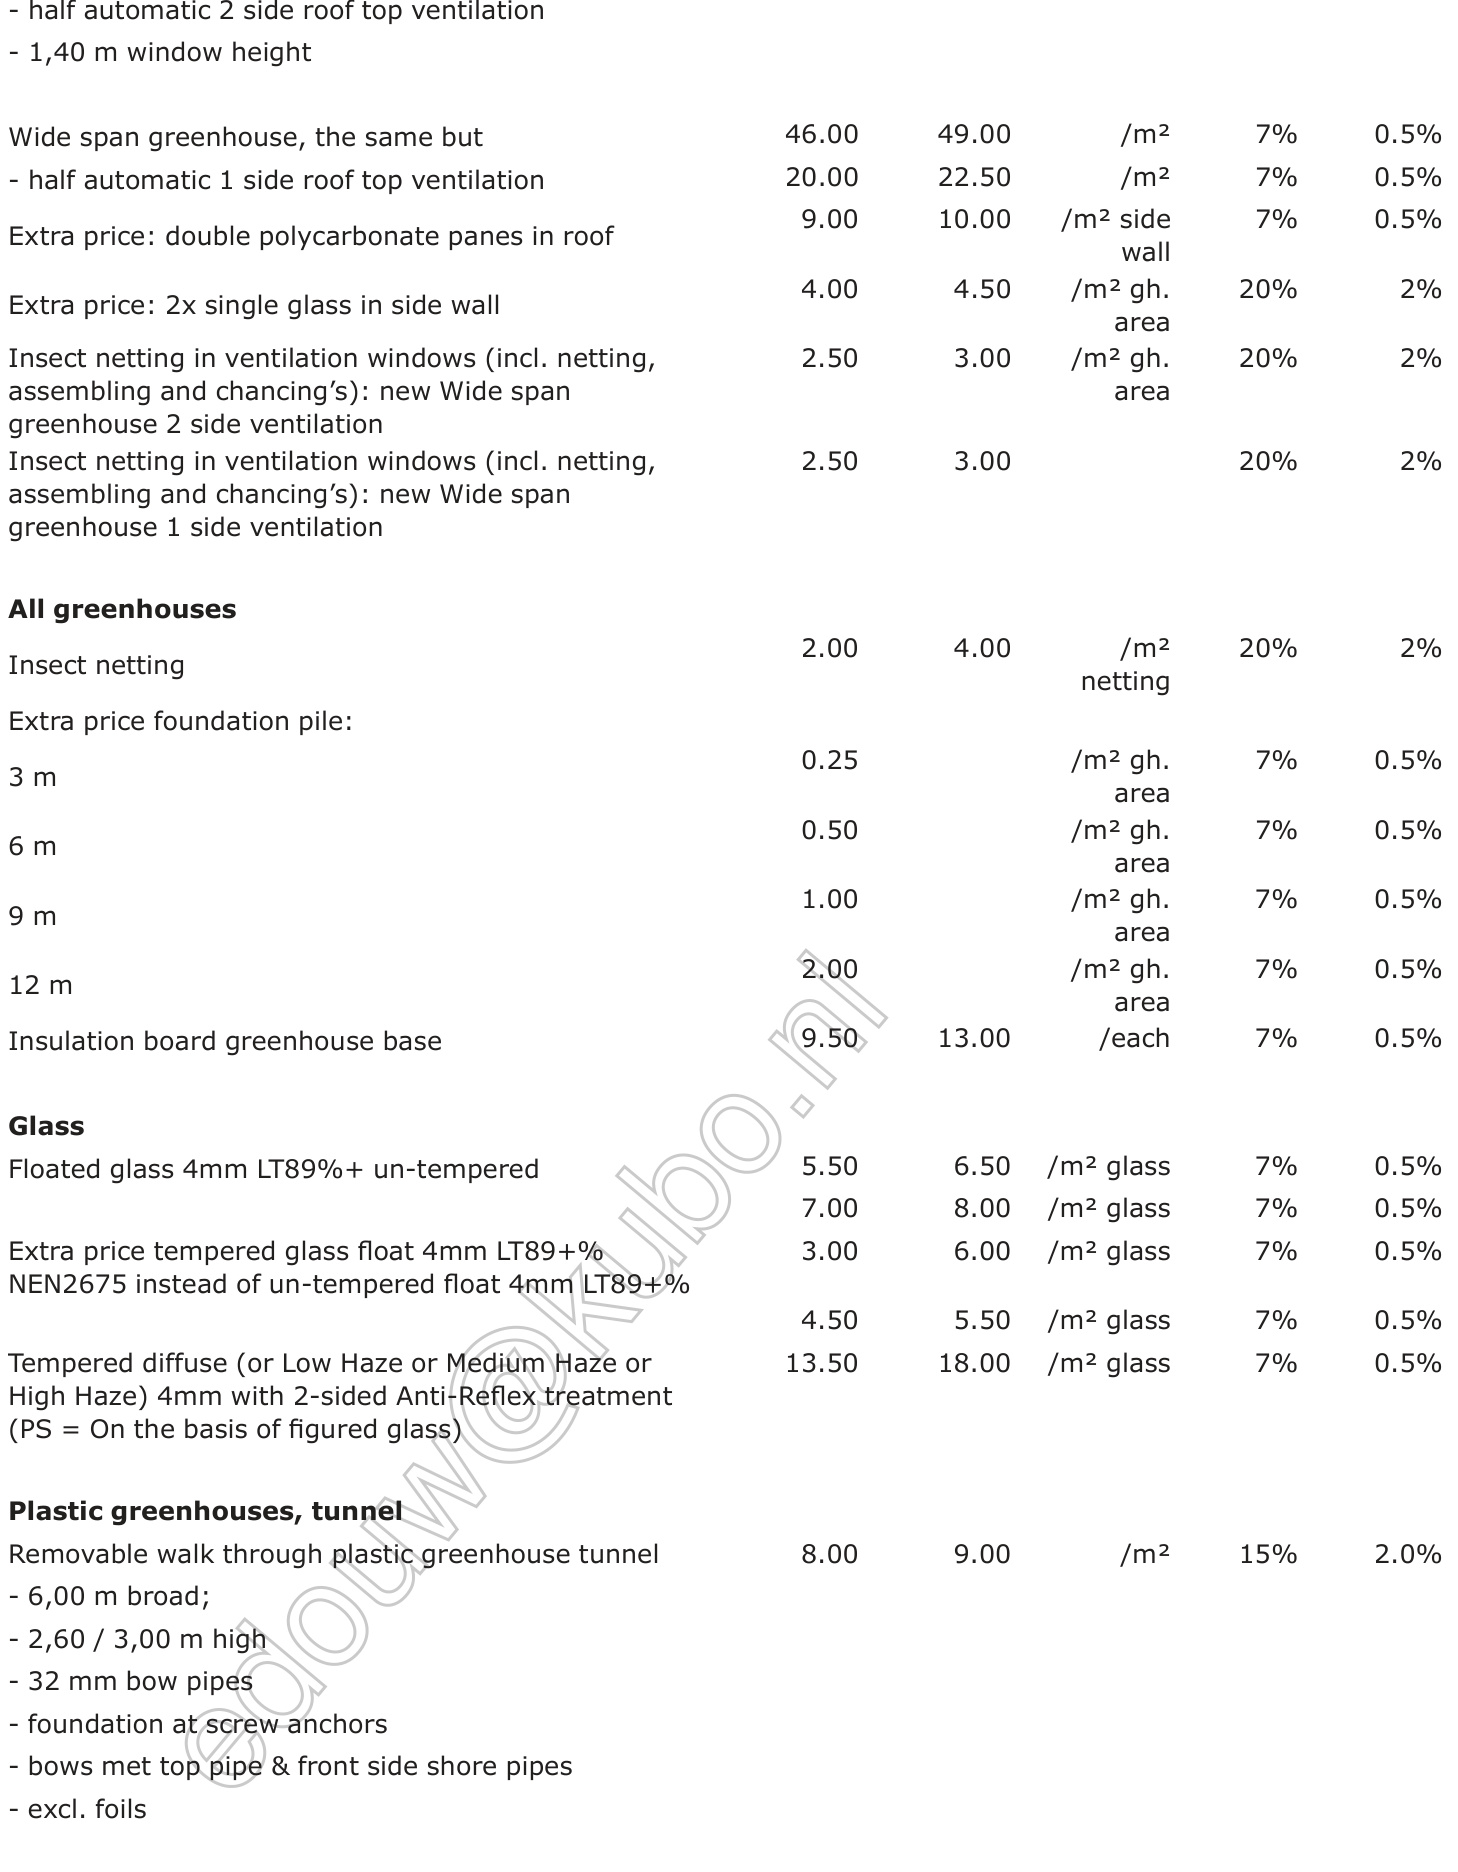 - half automatic 2 side roof top ventilation
- 1,40 m window height
Wide span greenhouse, the same but 46.00 49.00 /m² 7% 0.5%
- half automatic 1 side roof top ventilation 20.00 22.50 /m² 7% 0.5%
Extra price: double polycarbonate panes in roof 9.00 10.00 /m² side 7% 0.5%
wall
Extra price: 2x single glass in side wall 4.00 4.50 /m² gh. 20% 2%
area
Insect netting in ventilation windows (incl. netting, 2.50 3.00 /m² gh. 20% 2%
assembling and chancing’s): new Wide span area
greenhouse 2 side ventilation
Insect netting in ventilation windows (incl. netting, 2.50 3.00 20% 2%
assembling and chancing’s): new Wide span
greenhouse 1 side ventilation
All greenhouses
Insect netting 2.00 4.00 /m² 20% 2%
netting
Extra price foundation pile:
3 m 0.25 /m² gh. 7% 0.5%
area
6 m 0.50 /m² gh. 7% 0.5%
area
9 m 1.00 /m² gh. 7% 0.5%
area
12 m 2.00 /m² gh. 7% 0.5%
area
Insulation board greenhouse base 9.50 13.00 /each 7% 0.5%
Glass
Floated glass 4mm LT89%+ un-tempered 5.50 6.50 /m² glass 7% 0.5%
7.00 8.00 /m² glass 7% 0.5%
Extra price tempered glass float 4mm LT89+% 3.00 6.00 /m² glass 7% 0.5%
NEN2675 instead of un-tempered float 4mm LT89+%
4.50 5.50 /m² glass 7% 0.5%
Tempered diffuse (or Low Haze or Medium Haze or 13.50 18.00 /m² glass 7% 0.5%
High Haze) 4mm with 2-sided Anti-Reflex treatment
(PS = On the basis of figured glass)
Plastic greenhouses, tunnel
Removable walk through plastic greenhouse tunnel 8.00 9.00 /m² 15% 2.0%
- 6,00 m broad;
- 2,60 / 3,00 m high
- 32 mm bow pipes
- foundation at screw anchors
- bows met top pipe & front side shore pipes
- excl. foils
edouw@kubo.nl